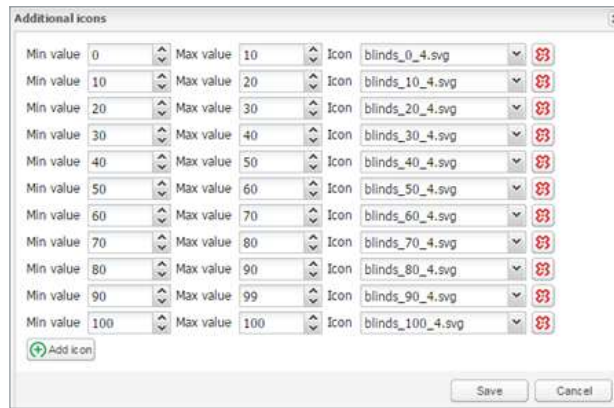 Additional icons
Min value 0 Max value 10 Icon blinds_0_4.svg
Min value 10 Max value 20 Icon blinds_10_4.svg
Min value 20 Max value 30 Icon blinds_20_4.svg
Min value 30 Max value 40 Icon blinds_30_4.svg
Min value 40 Max value 50 Icon blinds_40_4.svg
Min value 50 Max value 60 Icon blinds_50_4.svg
Min value 60 Max value 70 Icon blinds_60_4.svg
Min value 70 Max value 80 Icon blinds_70_4.svg
Min value 80 Max value 90 Icon blinds_80_4.svg
Min value 90 Max value 99 Icon blinds_90_4.svg
Min value 100 Max value 100 Icon blinds_100_4.svg
Add icon
Save Cancel